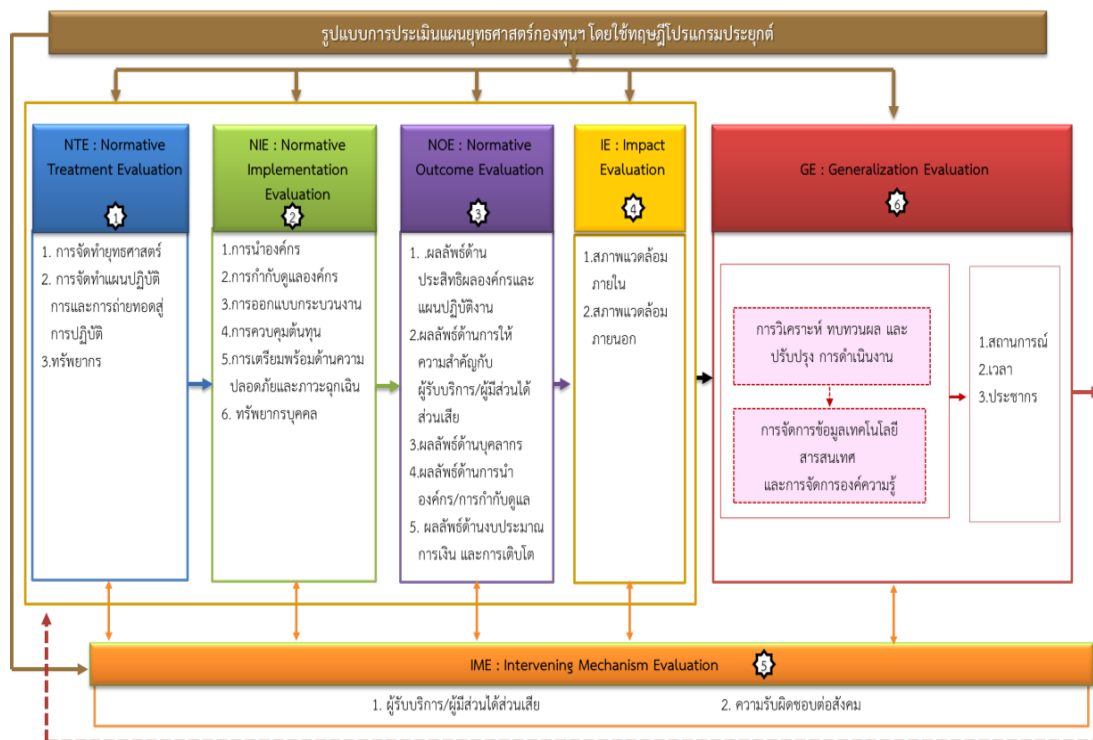 รูปแบบการประเมินแผนยุทธศาสตร์กองทุนฯ โดยใช้ทฤษฎีโปรแกรมประยุกต์
NTE : Normative
Treatment Evaluation
1
1. การจัดทำยุทธศาสตร์
2. การจัดทำแผนปฏิบัติ
การและการถ่ายทอดสู่
การปฏิบัติ
3.ทรัพยากร
NIE : Normative
Implementation
Evaluation
2
1.การนำองค์กร
2.การกำกับดูแลองค์กร
3.การออกแบบกระบวนงาน
4.การควบคุมต้นทุน
5.การเตรียมพร้อมด้านความ
ปลอดภัยและภาวะฉุกเฉิน
6. ทรัพยากรบุคคล
NOE : Normative
Outcome Evaluation
3
1. .ผลลัพธ์ด้าน
ประสิทธิผลองค์กรและ
แผนปฏิบัติงาน
2.ผลลัพธ์ด้านการให้
ความสำคัญกับ
ผู้รับบริการ/ผู้มีส่วนได้
ส่วนเสีย
3.ผลลัพธ์ด้านบุคลากร
4.ผลลัพธ์ด้านการนำ
องค์กร/การกำกับดูแล
5. ผลลัพธ์ด้านงบประมาณ
การเงิน และการเติบโต
IE : Impact
Evaluation
4
1.สภาพแวดล้อม
ภายใน
2.สภาพแวดล้อม
ภายนอก
GE : Generalization Evaluation
6
การวิเคราะห์ ทบทวนผล และ
ปรับปรุง การดำเนินงาน
การจัดการข้อมูลเทคโนโลยี
สารสนเทศ
และการจัดการองค์ความรู้
1.สถานการณ์
2.เวลา
3.ประชากร
IME : Intervening Mechanism Evaluation
5
1. ผู้รับบริการ/ผู้มีส่วนได้ส่วนเสีย
2. ความรับผิดชอบต่อสังคม